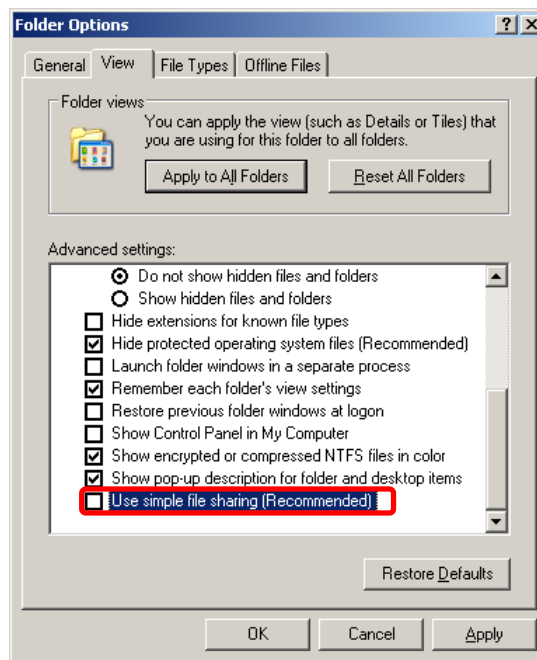 Folder Options
General View File Types Offline Files
Folder views
You can apply the view (such as Details or Tiles) that
you are using for this folder to all folders.
Apply to All Folders Reset All Folders
Advanced settings:
Do not show hidden files and folders
Show hidden files and folders
Hide extensions for known file types
Hide protected operating system files (Recommended)
Launch folder windows in a separate process
Remember each folder's view settings
Restore previous folder windows at logon
Show Control Panel in My Computer
Show encrypted or compressed NTFS files in color
Show pop-up description for folder and desktop items
Use simple file sharing (Recommended)
Restore Defaults
OK Cancel Apply